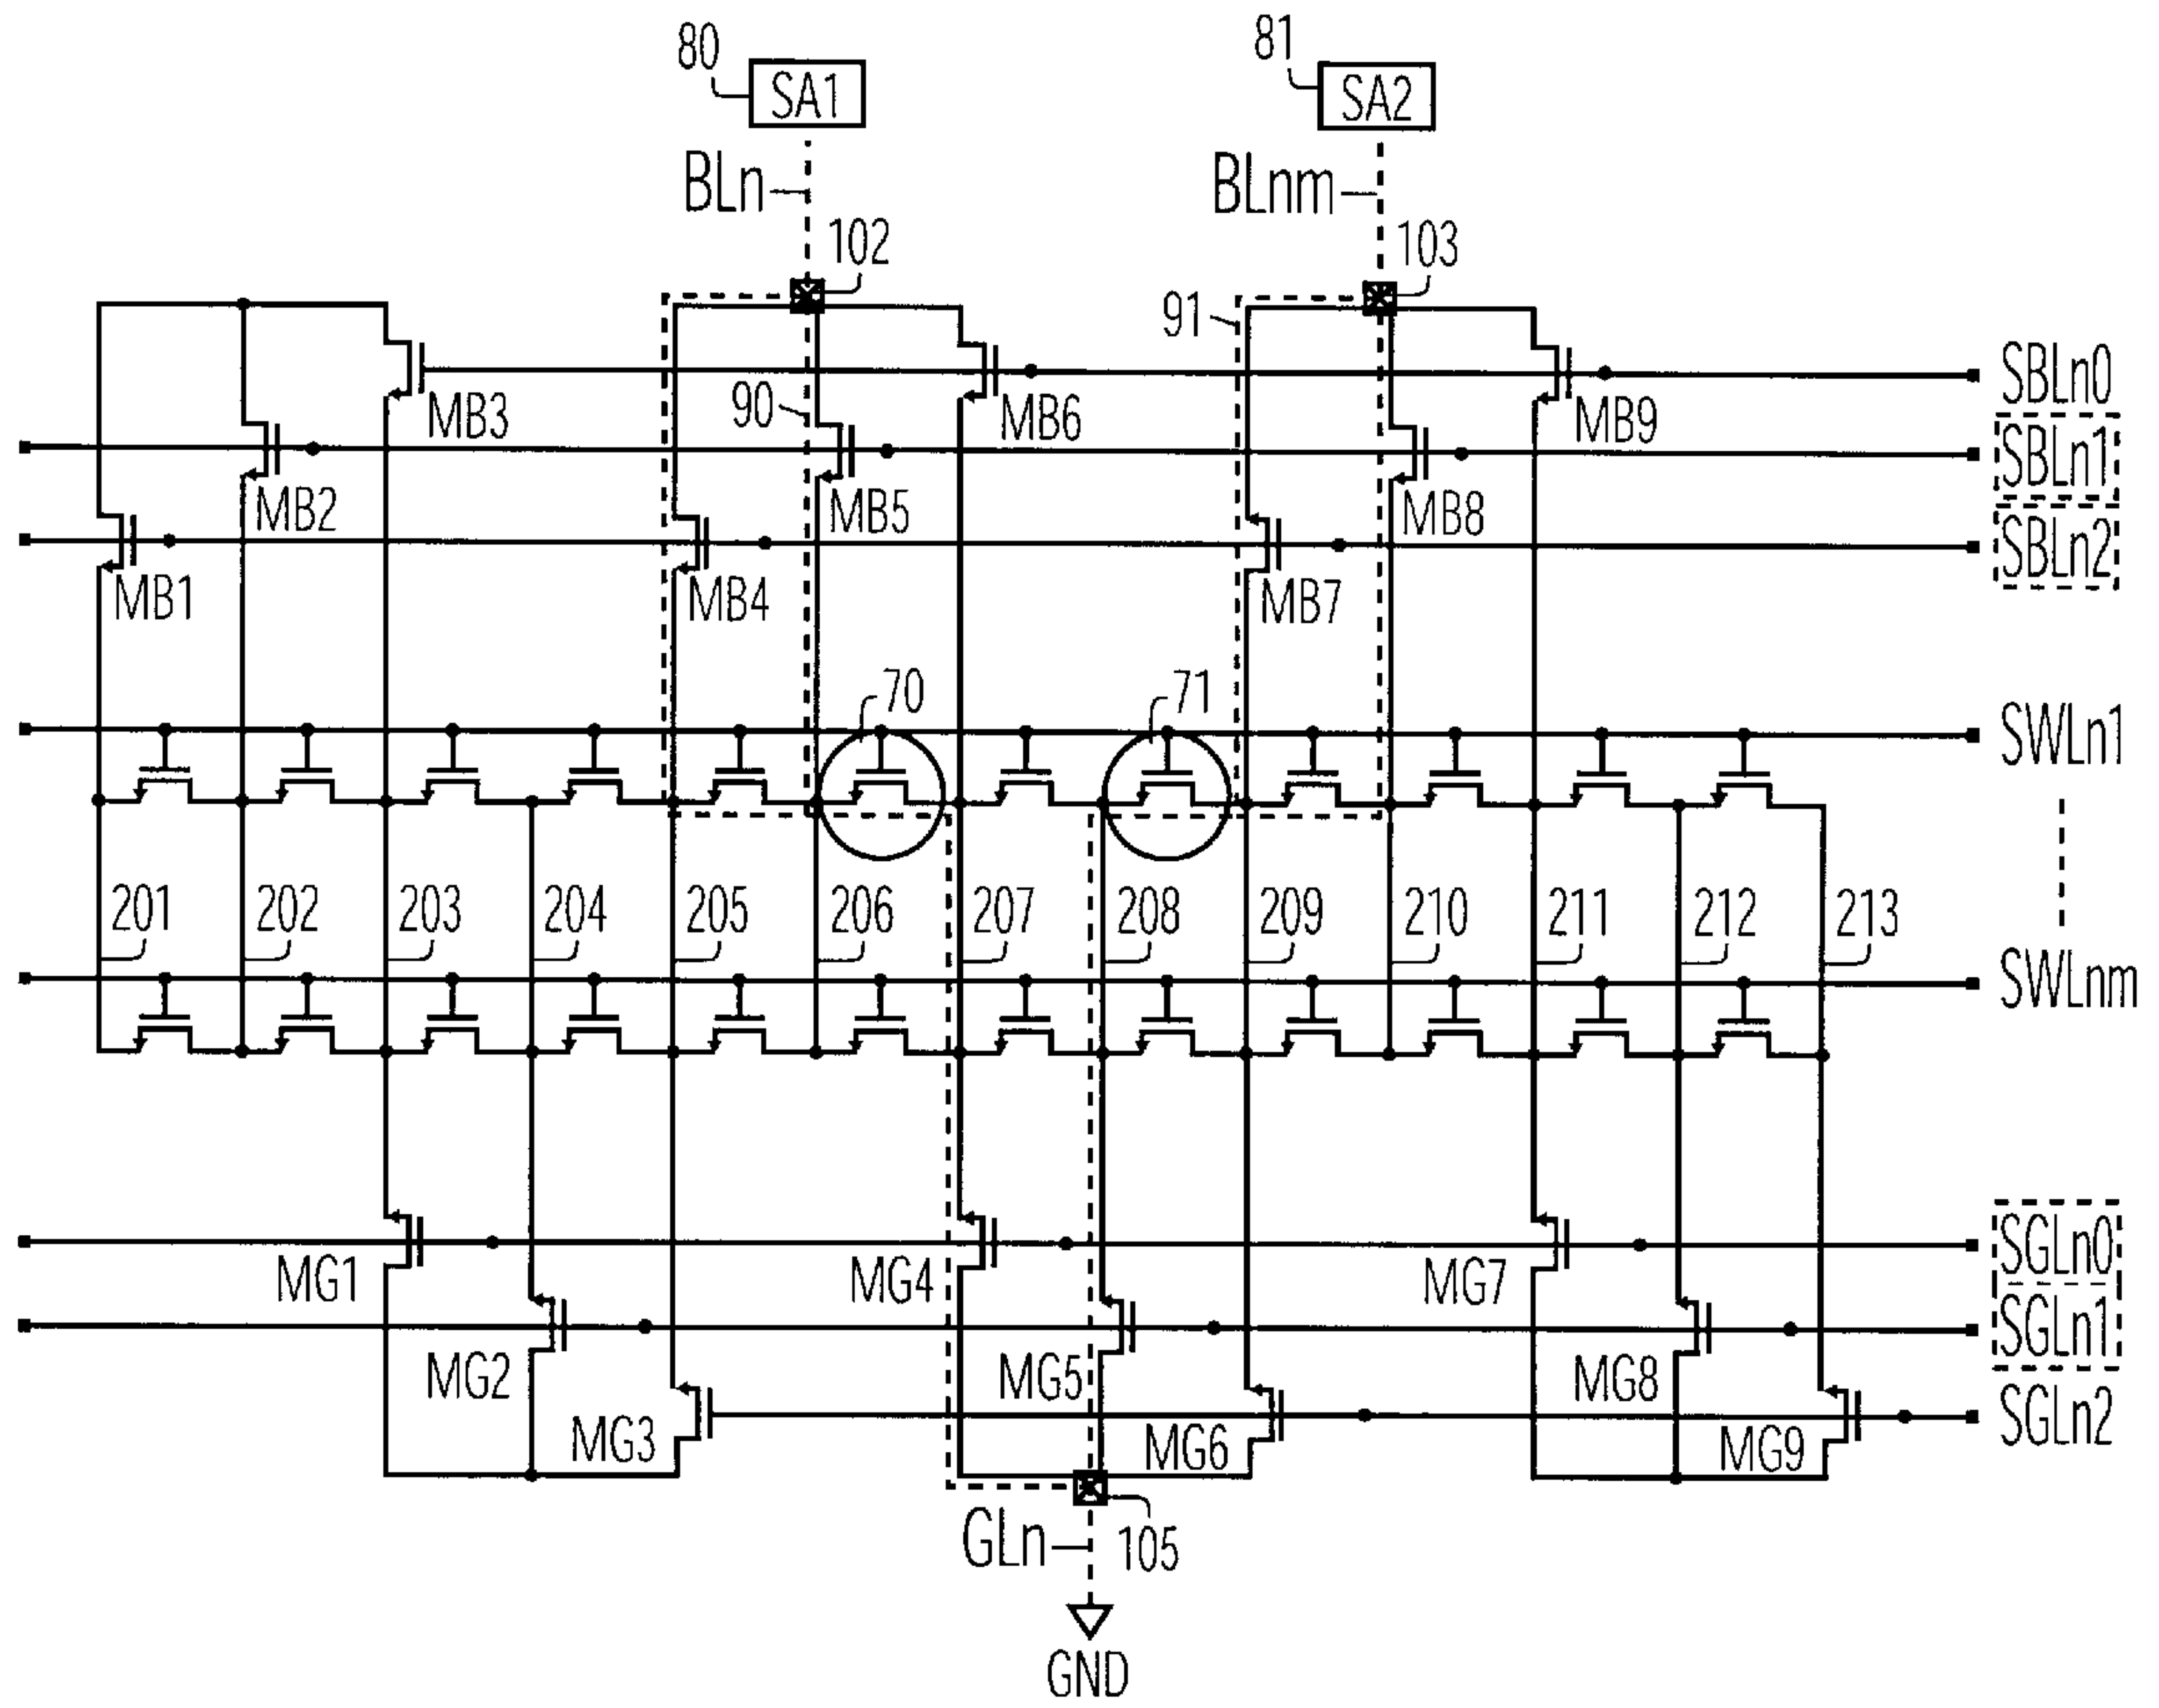 80
81
SA1
SA2
BLn
BLnm
102
103
91
SBLn0
90
MB3
MB6
MB9
SBLn1
MB2
MB5
MB8
SBLn2
MB1
MB4
MB7
70
71
SWLn1
201
202
203
204
205
206
207
208
209
210
211
212
213
SWLnm
SGLn0
MG1
MG4
MG7
SGLn1
MG2
MG5
MG8
SGLn2
MG3
MG6
MG9
GLn
105
GND